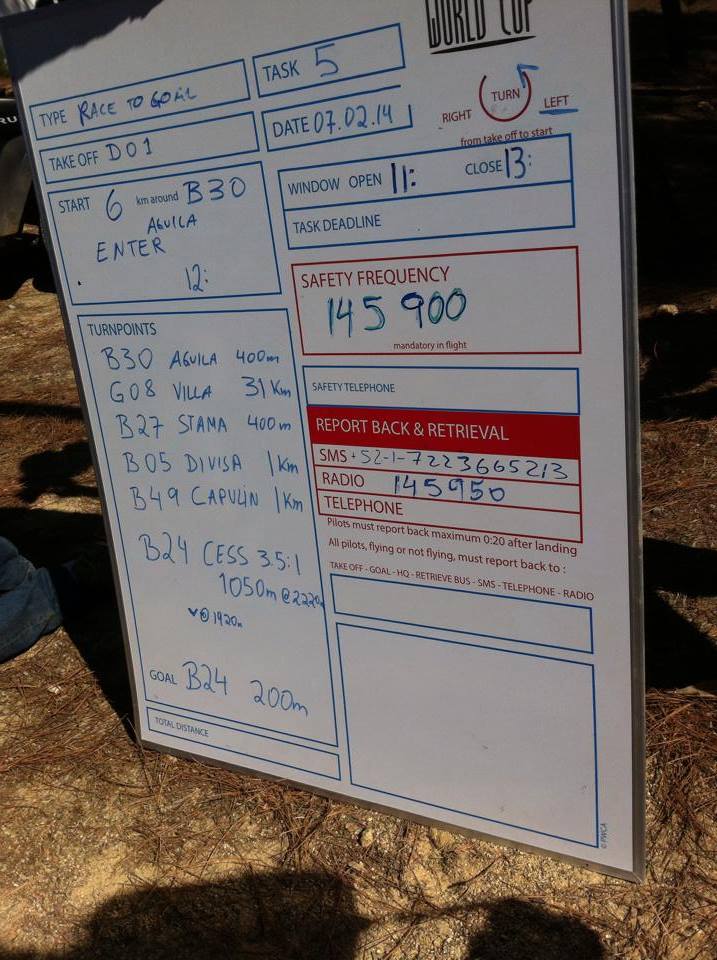 WORLD CUP
TYPE RACE TO GOAL
TASK 5
TAKE OFF D01
DATE 07.02.14
RIGHT TURN LEFT
from take off to start
START 6 km around B30
AGUILA
ENTER
12:
WINDOW OPEN 11: CLOSE 13:
TASK DEADLINE
SAFETY FREQUENCY
145 900
mandatory in flight
TURNPOINTS
B30 AGUILA 400m
G08 VILLA 31 Km
B27 STAMA 400m
B05 DIVISA 1Km
B49 CAPULIN 1Km
B24 CESS 3.5:1
1050m @ 2220m
@ 1920m
GOAL B24 200m
TOTAL DISTANCE
SAFETY TELEPHONE
REPORT BACK & RETRIEVAL
SMS +52-1-7223665213
RADIO 145950
TELEPHONE
Pilots must report back maximum 0:20 after landing
All pilots, flying or not flying, must report back to :
TAKE OFF - GOAL - HQ - RETRIEVE BUS - SMS - TELEPHONE - RADIO
© PWCA